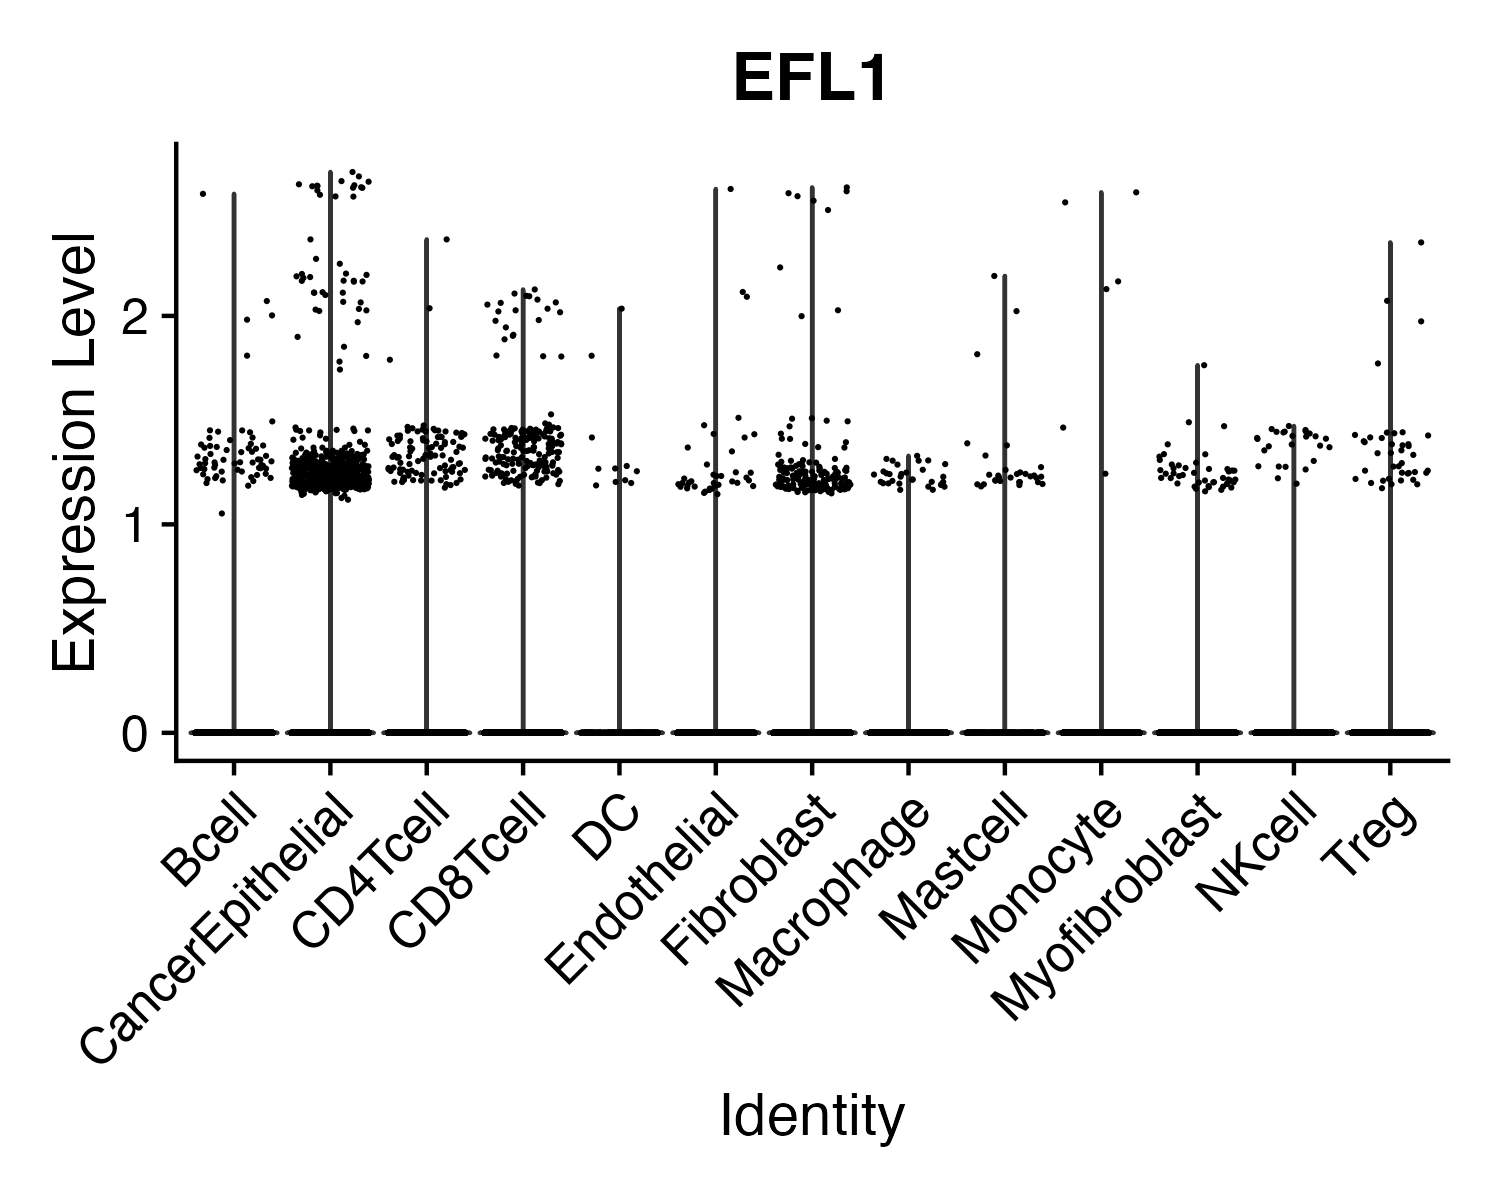 EFL1
Expression Level
2
1
0
Bcell
CancerEpithelial
CD4Tcell
CD8Tcell
DC
Endothelial
Fibroblast
Macrophage
Mastcell
Monocyte
Myofibroblast
NKcell
Treg
Identity